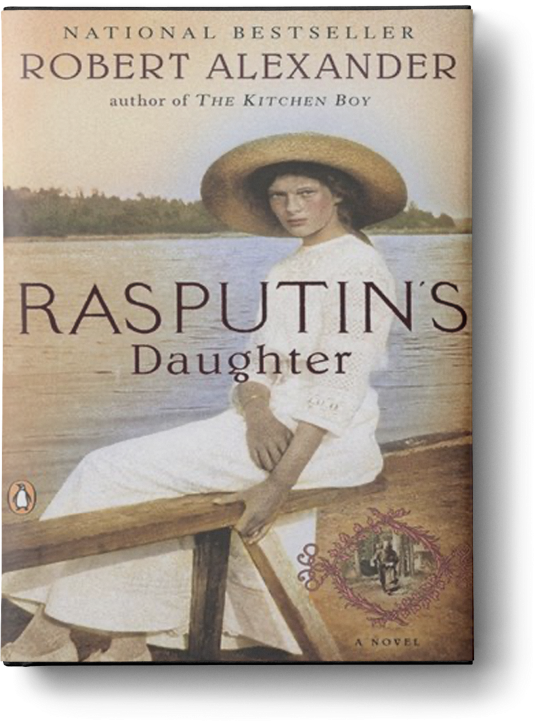 NATIONAL BESTSELLER
ROBERT ALEXANDER
author of THE KITCHEN BOY
RASPUTIN'S
Daughter
A NOVEL